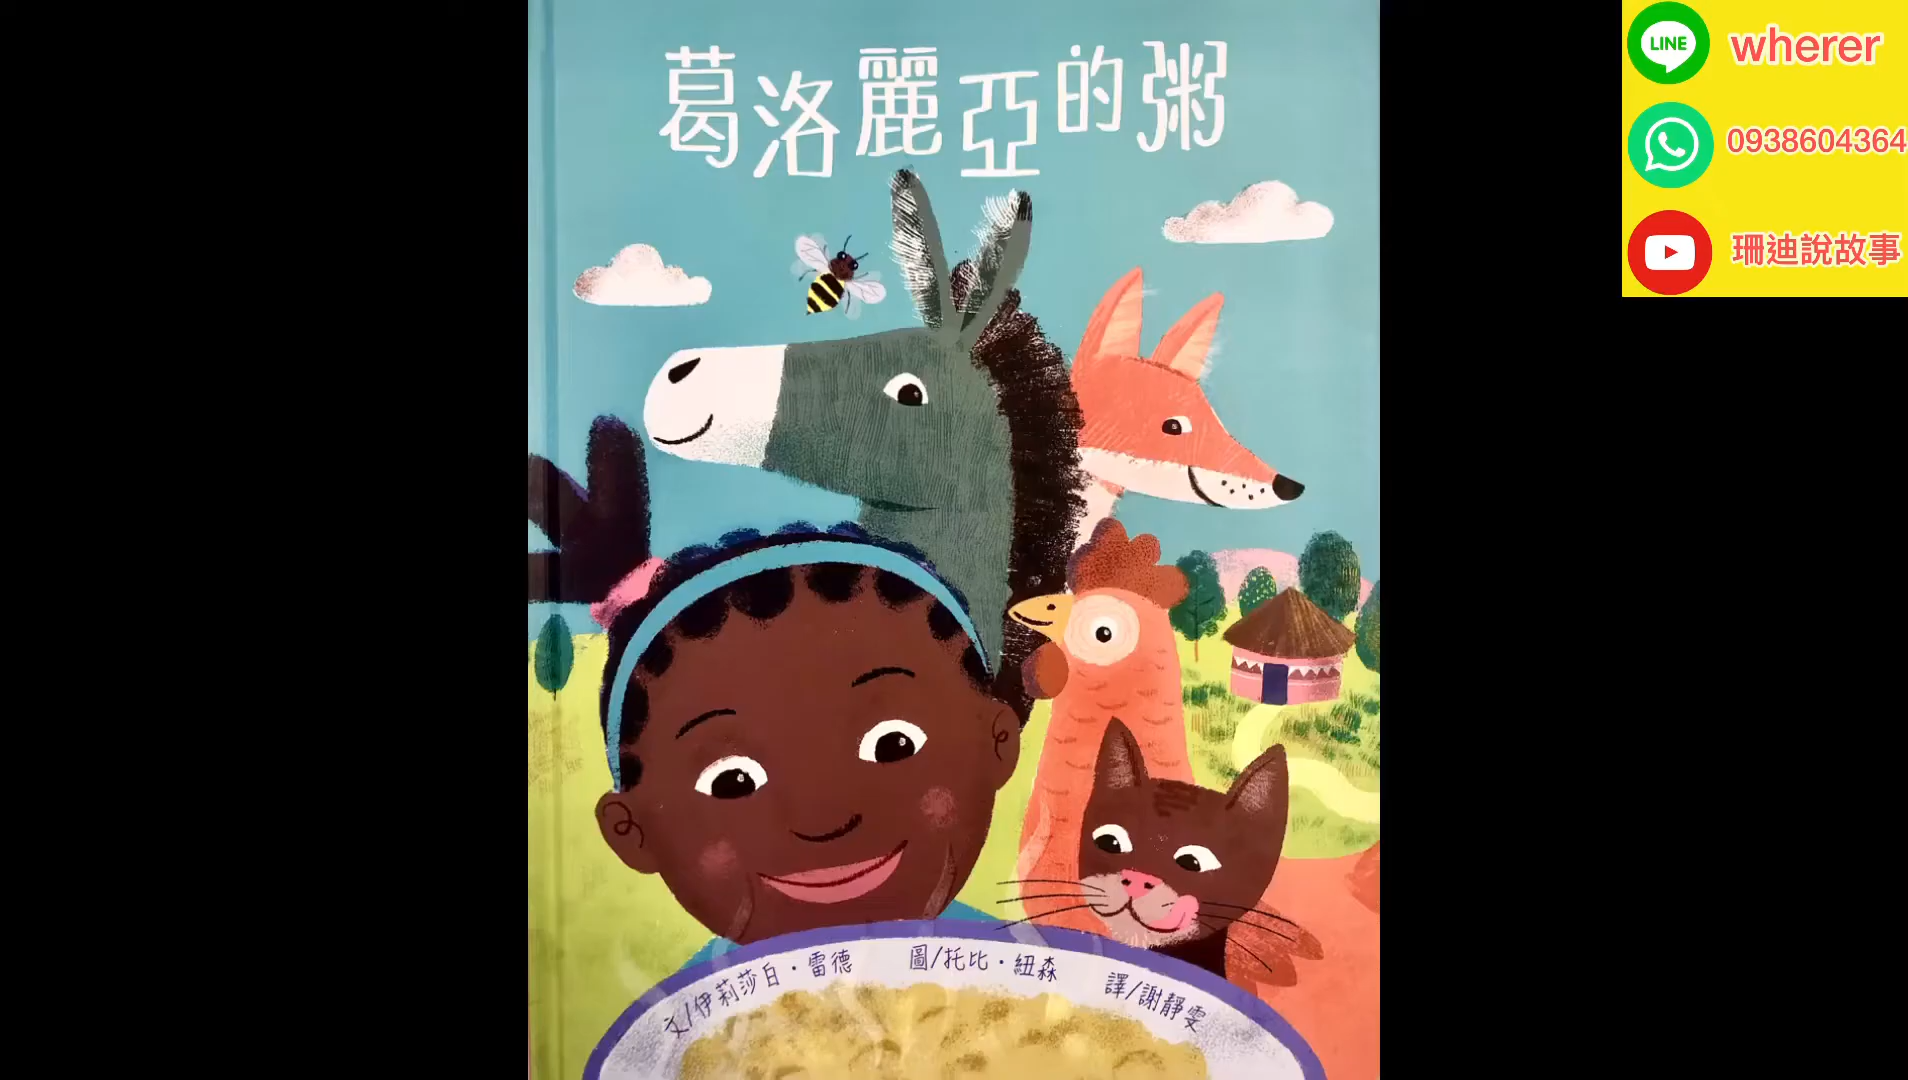 葛洛麗亞的粥
文/伊莉莎白·雷德
圖/托比·紐森
譯/謝靜雯
LINE
wherer
0938604364
珊迪說故事